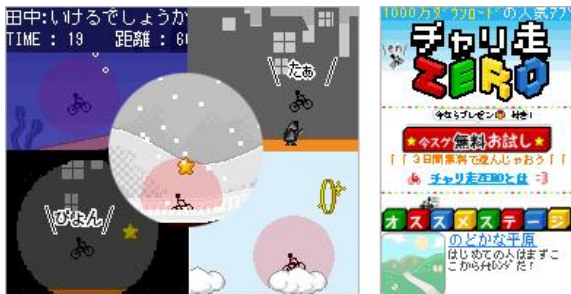 田中:いけるでしょうか
TIME : 19 距離 : 6
たぁ
ぴょん
1000万ダウンロードの人気アプ
チャリ走
ZERO
今ならプレゼント付き!
★今スグ無料お試し★
「「3日間無料で遊んじゃおう「「
チャリ走ZEROとは
オススメステージ
のどかな平原
はじめての人はまずこ
こから